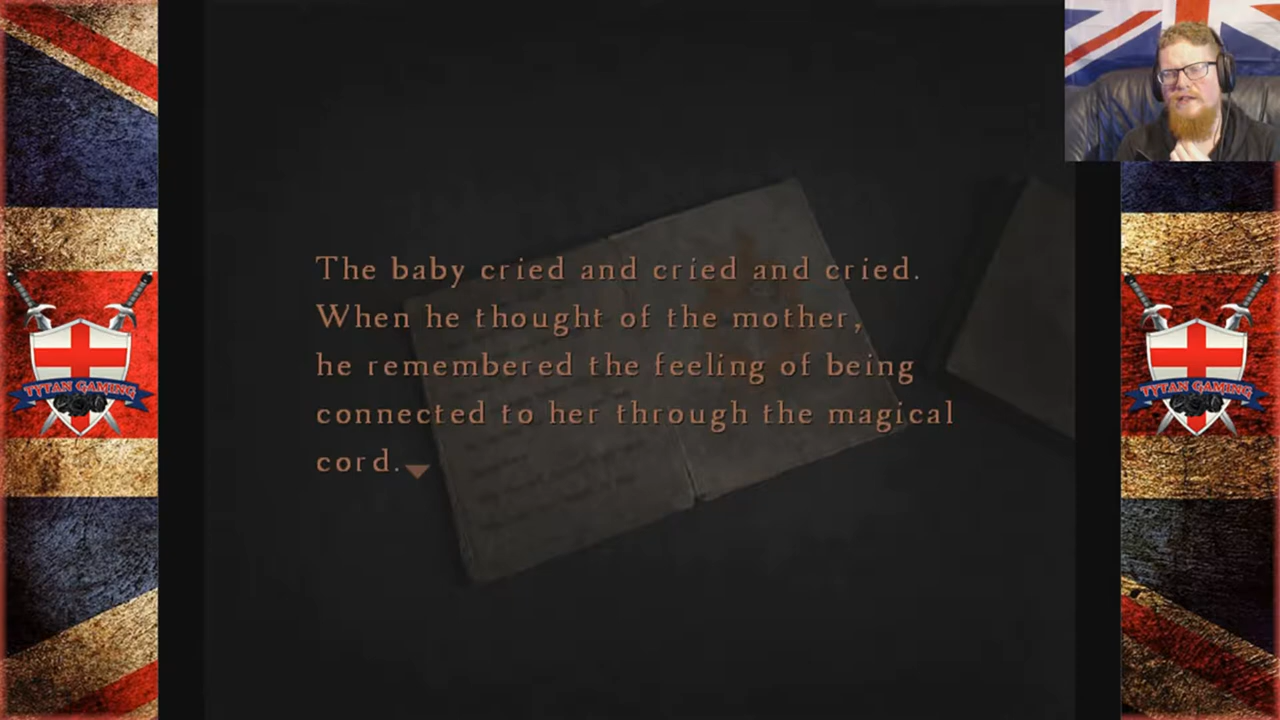 The baby cried and cried and cried.
When he thought of the mother,
he remembered the feeling of being
connected to her through the magical
cord.
TYTAN GAMING
TYTAN GAMING